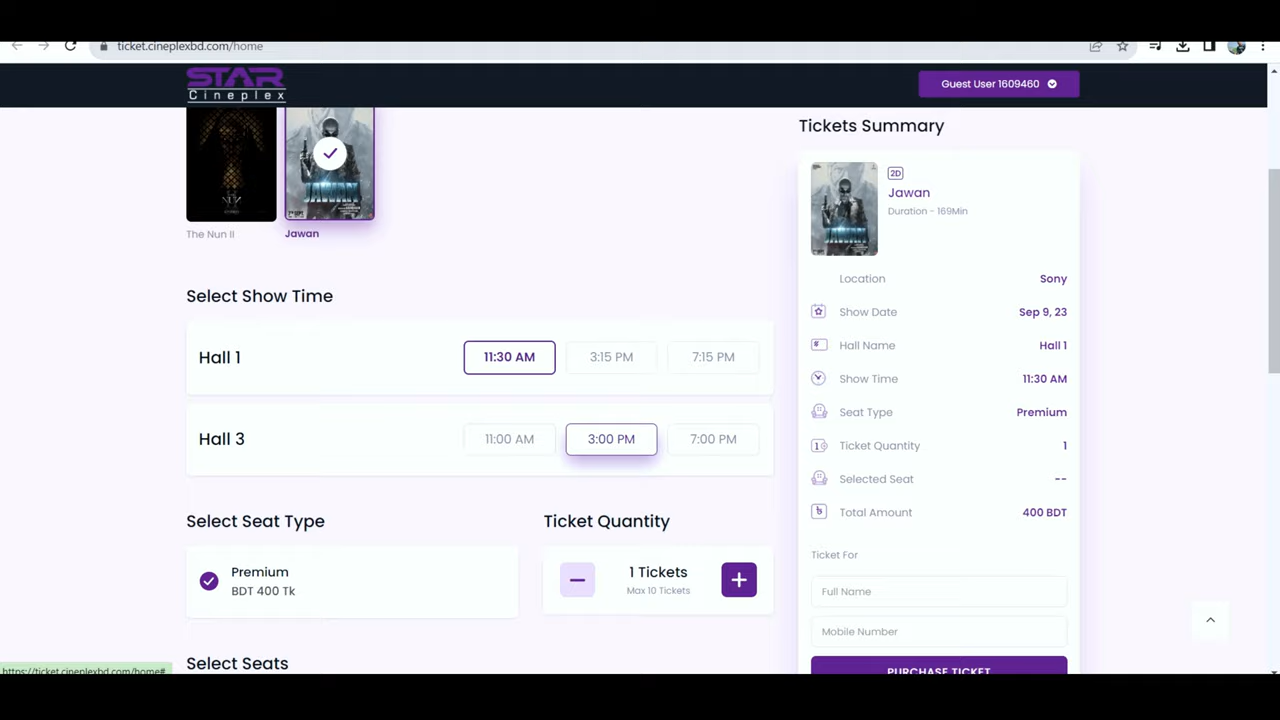 ticket.cineplexbd.com/home
STAR
Cineplex
Guest User 1609460
JAWAN
The Nun II
Jawan
Select Show Time
Hall 1
11:30 AM
3:15 PM
7:15 PM
Hall 3
11:00 AM
3:00 PM
7:00 PM
Select Seat Type
Premium
BDT 400 Tk
Ticket Quantity
1 Tickets
Max 10 Tickets
Select Seats
Tickets Summary
JAWAN
2D
Jawan
Duration - 169Min
Location Sony
Show Date Sep 9, 23
Hall Name Hall 1
Show Time 11:30 AM
Seat Type Premium
Ticket Quantity 1
Selected Seat --
৳ Total Amount 400 BDT
Ticket For
Full Name
Mobile Number
PURCHASE TICKET
https://ticket.cineplexbd.com/home#